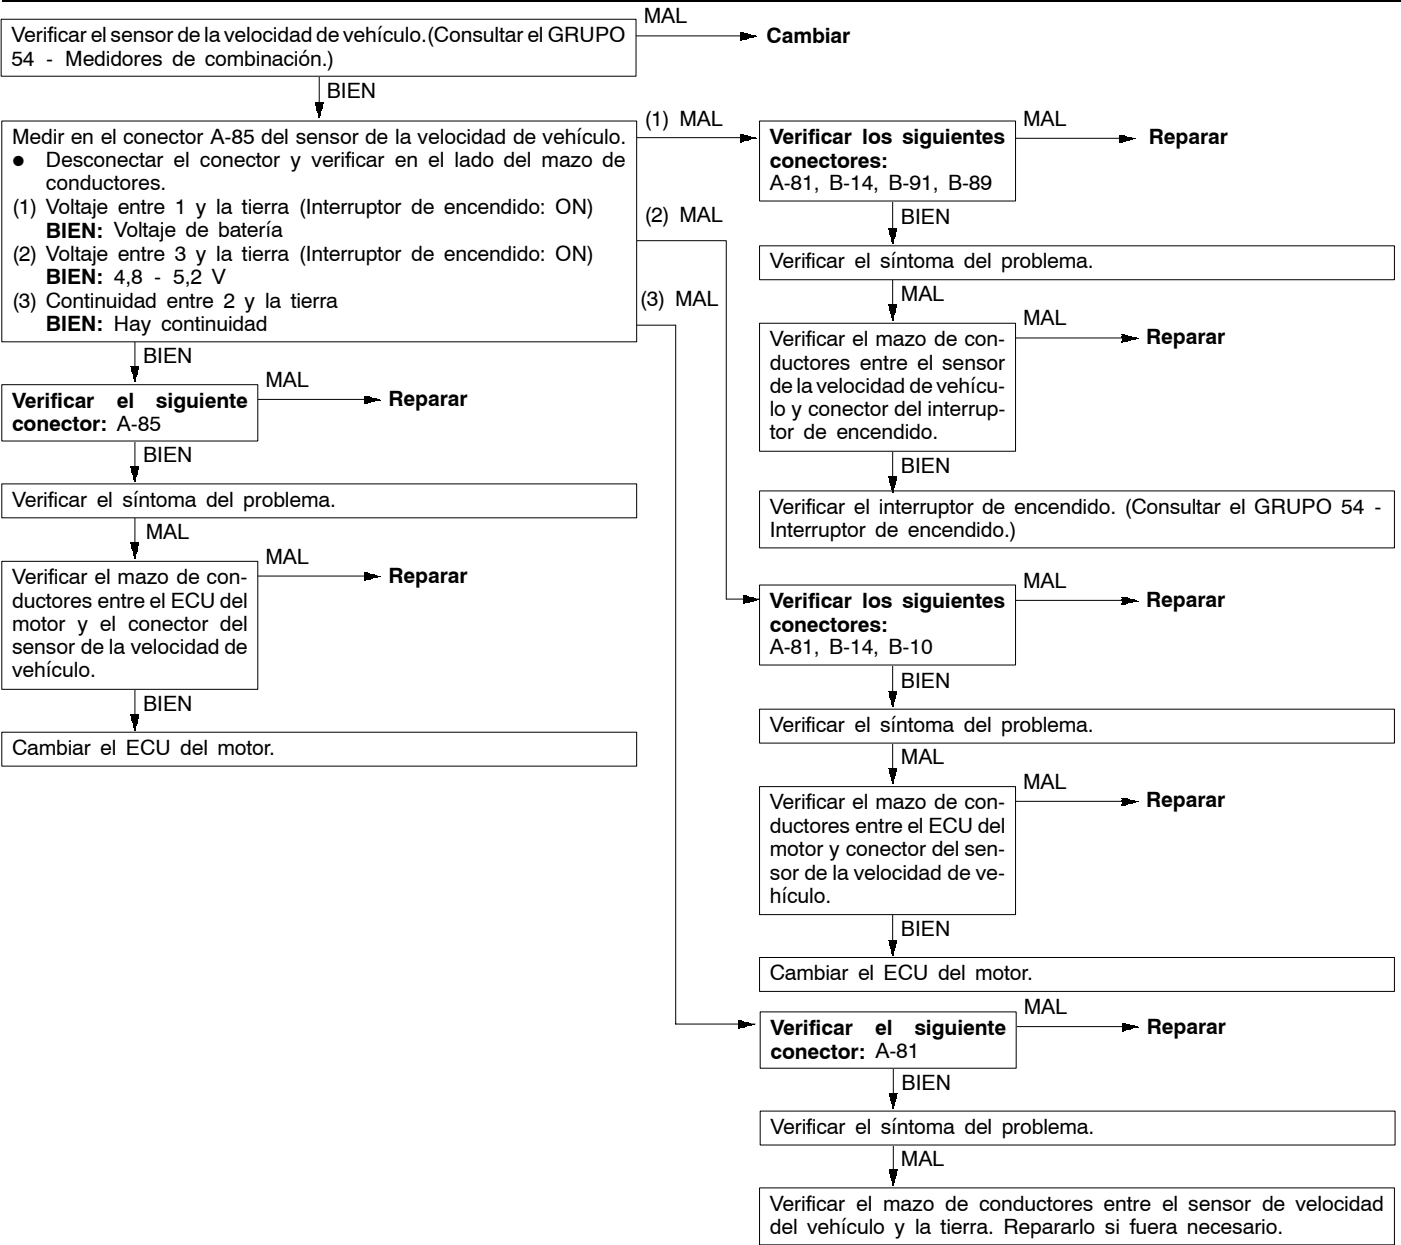 MAL
Verificar el sensor de la velocidad de vehículo.(Consultar el GRUPO
54 - Medidores de combinación.)
Cambiar
BIEN
Medir en el conector A-85 del sensor de la velocidad de vehículo.
● Desconectar el conector y verificar en el lado del mazo de
conductores.
(1) Voltaje entre 1 y la tierra (Interruptor de encendido: ON)
BIEN: Voltaje de batería
(2) Voltaje entre 3 y la tierra (Interruptor de encendido: ON)
BIEN: 4,8 - 5,2 V
(3) Continuidad entre 2 y la tierra
BIEN: Hay continuidad
BIEN
Verificar el siguiente
conector: A-85
MAL
Reparar
BIEN
Verificar el síntoma del problema.
MAL
Verificar el mazo de con-
ductores entre el ECU del
motor y el conector del
sensor de la velocidad de
vehículo.
MAL
Reparar
BIEN
Cambiar el ECU del motor.
(1) MAL
Verificar los siguientes
conectores:
A-81, B-14, B-91, B-89
MAL
Reparar
BIEN
Verificar el síntoma del problema.
MAL
Verificar el mazo de con-
ductores entre el sensor
de la velocidad de vehícu-
lo y conector del interrup-
tor de encendido.
MAL
Reparar
BIEN
Verificar el interruptor de encendido. (Consultar el GRUPO 54 -
Interruptor de encendido.)
(2) MAL
Verificar los siguientes
conectores:
A-81, B-14, B-10
MAL
Reparar
BIEN
Verificar el síntoma del problema.
MAL
Verificar el mazo de con-
ductores entre el ECU del
motor y conector del sen-
sor de la velocidad de ve-
hículo.
MAL
Reparar
BIEN
Cambiar el ECU del motor.
(3) MAL
Verificar el siguiente
conector: A-81
MAL
Reparar
BIEN
Verificar el síntoma del problema.
MAL
Verificar el mazo de conductores entre el sensor de velocidad
del vehículo y la tierra. Repararlo si fuera necesario.